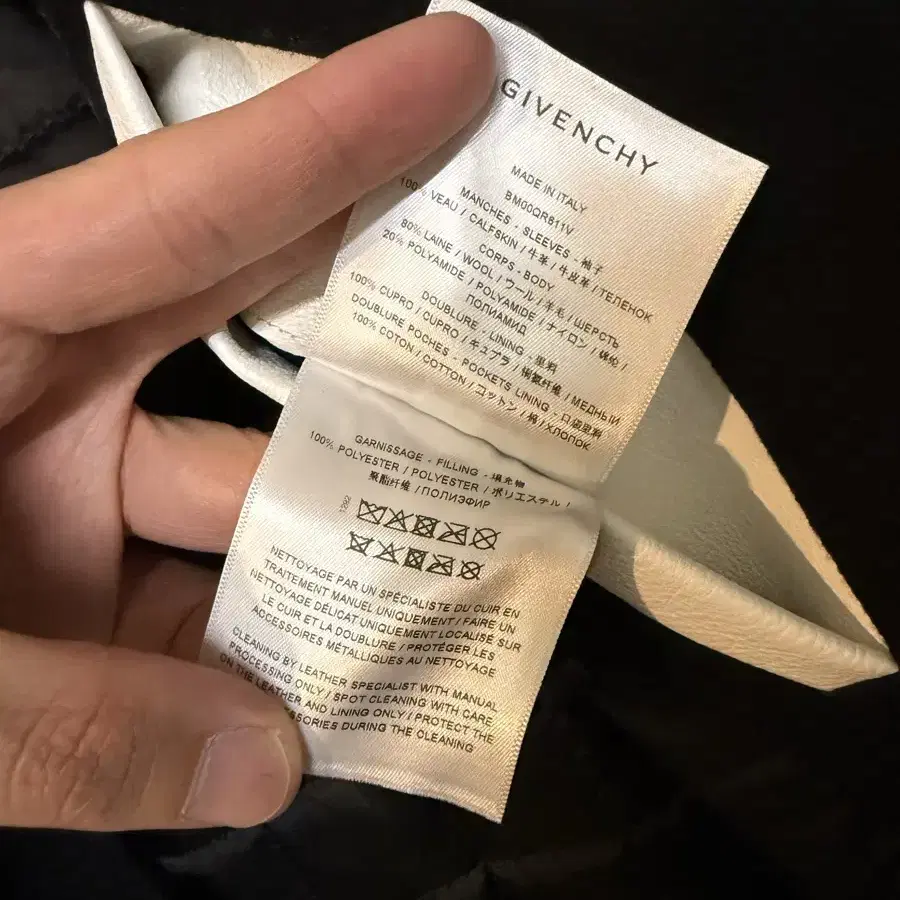 GIVENCHY
MADE IN ITALY
BM00QR611V
MANCHES - SLEEVES - 袖子
100% VEAU / CALFSKIN / 牛革 / 牛皮革 / ТЕЛЕНОК
CORPS - BODY
80% LAINE / WOOL / ウール / 羊毛 / ШЕРСТЬ
20% POLYAMIDE / POLYAMIDE / ナイロン / 锦纶 /
ПОЛИАМИД
DOUBLURE - LINING - 里料
100% CUPRO / CUPRO / キュプラ / 铜氨纤维 / МЕДНЫЙ
DOUBLURE POCHES - POCKETS LINING - 口袋里料
100% COTON / COTTON / コットン / 棉 / ХЛОПОК
GARNISSAGE - FILLING - 填充物
100% POLYESTER / POLYESTER / ポリエステル /
聚酯纤维 / ПОЛИЭФИР
1292
NETTOYAGE PAR UN SPÉCIALISTE DU CUIR EN
TRAITEMENT MANUEL UNIQUEMENT / FAIRE UN
NETTOYAGE DÉLICAT UNIQUEMENT LOCALISÉ SUR
LE CUIR ET LA DOUBLURE / PROTÉGER LES
ACCESSOIRES MÉTALLIQUES AU NETTOYAGE
CLEANING BY LEATHER SPECIALIST WITH MANUAL
PROCESSING ONLY / SPOT CLEANING WITH CARE
ON THE LEATHER AND LINING ONLY / PROTECT THE
SSORIES DURING THE CLEANING